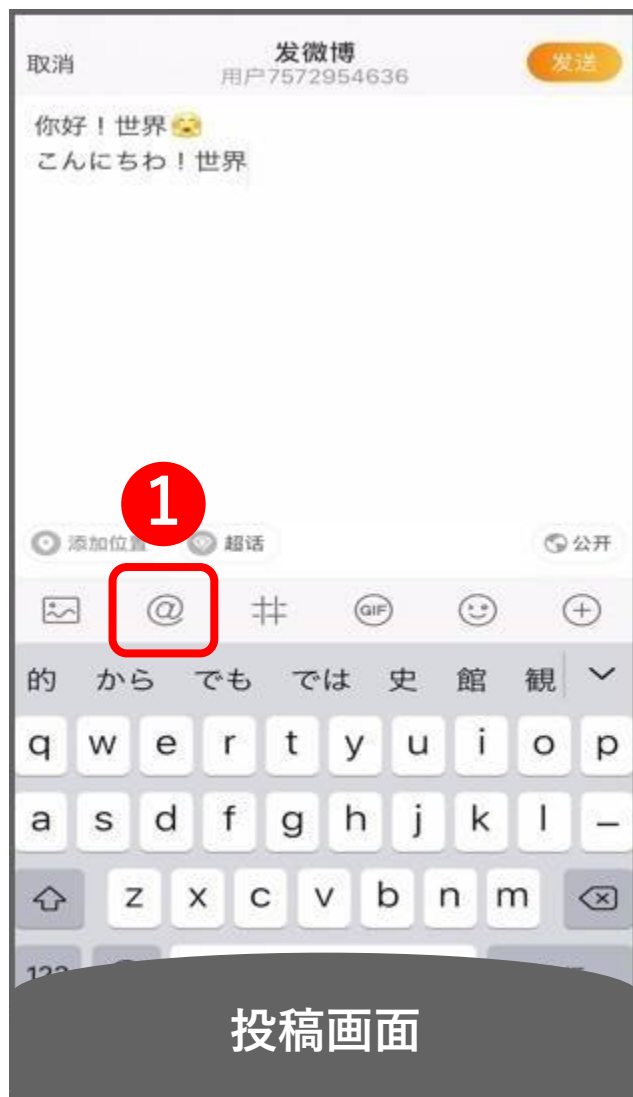 取消
发微博
发送
用户7572954636
你好！世界
こんにちわ！世界
1
添加位
超话
公开
@
GIF
的 から でも では 史 館 観
q w e r t y u i o p
a s d f g h j k l –
z x c v b n m
投稿画面